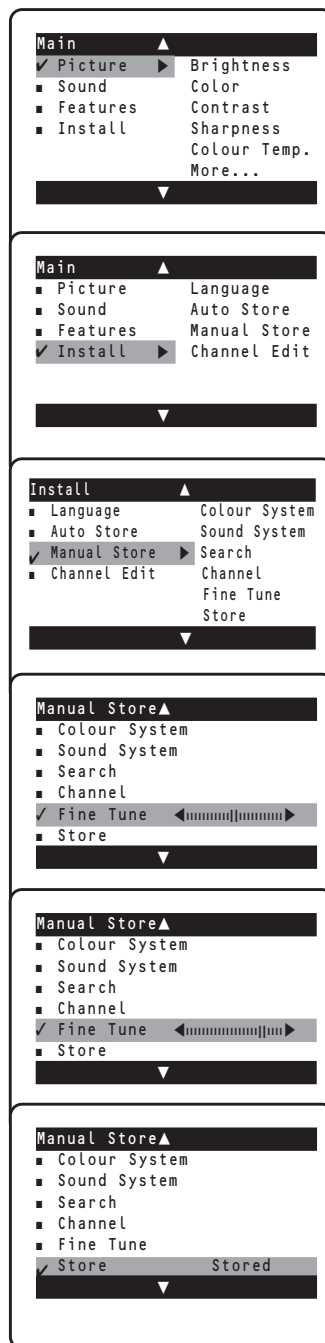 Main ▲
✔ Picture ▶ Brightness
■ Sound Color
■ Features Contrast
■ Install Sharpness
Colour Temp.
More...
▼
Main ▲
■ Picture Language
■ Sound Auto Store
■ Features Manual Store
✔ Install ▶ Channel Edit
▼
Install ▲
■ Language Colour System
■ Auto Store Sound System
✔ Manual Store ▶ Search
■ Channel Edit Channel
Fine Tune
Store
▼
Manual Store▲
■ Colour System
■ Sound System
■ Search
■ Channel
✓ Fine Tune ◀ ▶
■ Store
▼
Manual Store▲
■ Colour System
■ Sound System
■ Search
■ Channel
✓ Fine Tune ◀ ▶
■ Store
▼
Manual Store▲
■ Colour System
■ Sound System
■ Search
■ Channel
■ Fine Tune
✔ Store Stored
▼